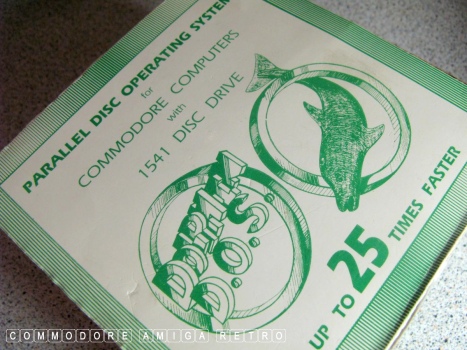 PARALLEL DISC OPERATING SYSTEM
for
COMMODORE COMPUTERS
with
1541 DISC DRIVE
DOLPHIN
D.O.S.
UP TO 25 TIMES FASTER
COMMODORE AMIGA RETRO